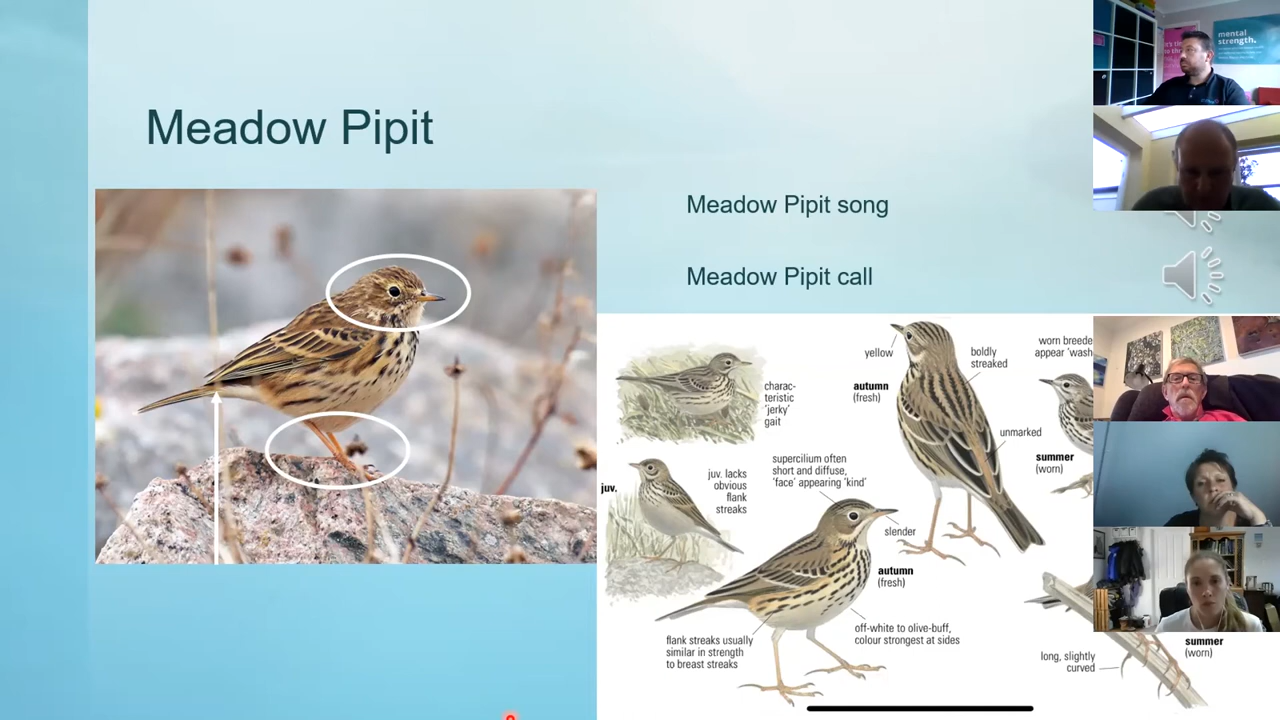 Meadow Pipit
Meadow Pipit song
Meadow Pipit call
mental
strength.
yellow
autumn
(fresh)
boldly
streaked
unmarked
worn breede
appear 'wash
summer
(worn)
charac-
teristic
'jerky'
gait
juv.
juv. lacks
obvious
flank
streaks
supercilium often
short and diffuse,
'face' appearing 'kind'
slender
autumn
(fresh)
flank streaks usually
similar in strength
to breast streaks
off-white to olive-buff,
colour strongest at sides
long, slightly
curved
summer
(worn)